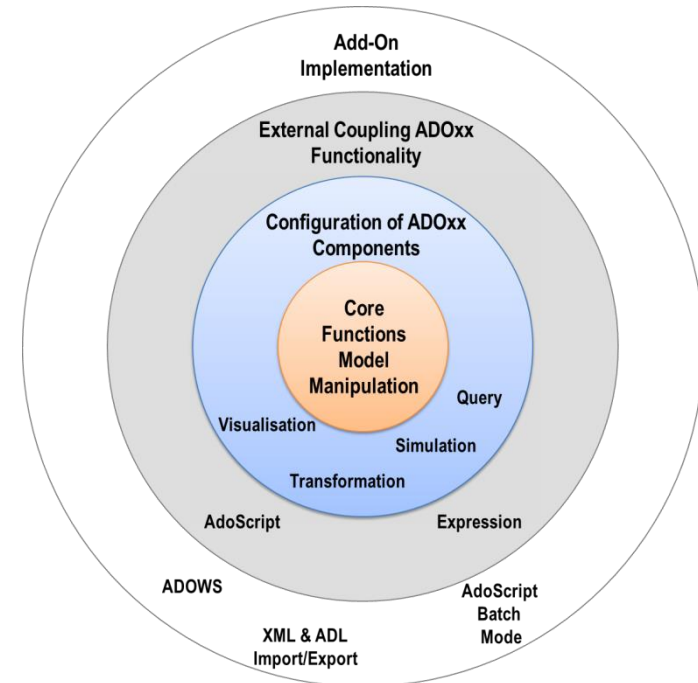 Add-On
Implementation
External Coupling ADOxx
Functionality
Configuration of ADOxx
Components
Core
Functions
Model
Manipulation
Query
Visualisation
Simulation
Transformation
AdoScript
Expression
ADOWS
AdoScript
Batch
Mode
XML & ADL
Import/Export